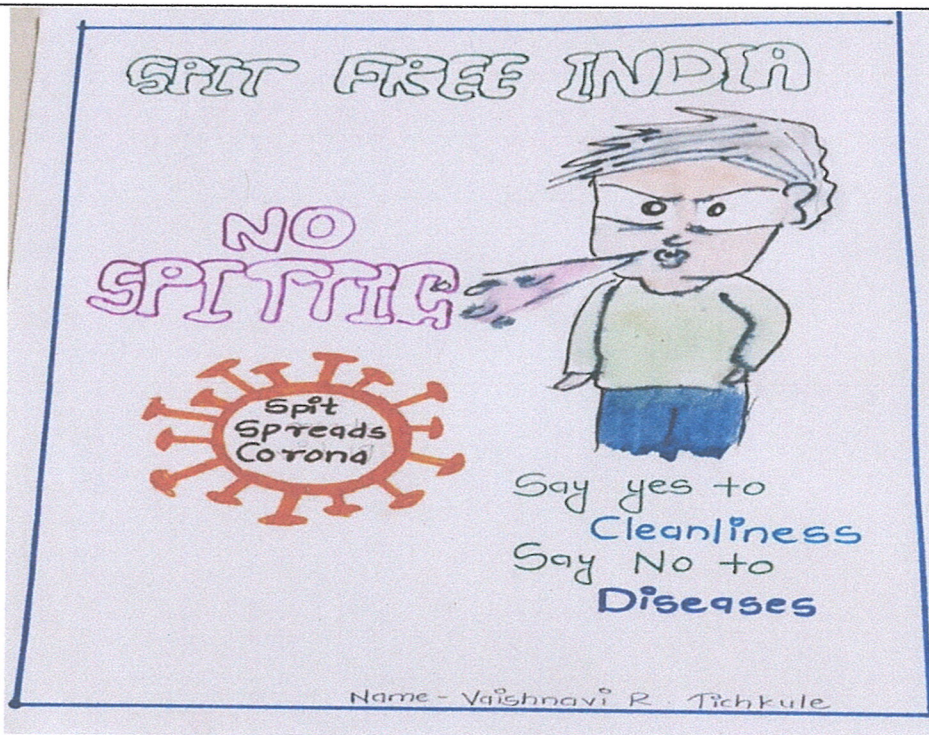 SPIT FREE INDIA
NO
SPITTIG
Spit
Spreads
Corona
Say yes to
Cleanliness
Say No to
Diseases
Name - Vaishnavi R. Tichkule